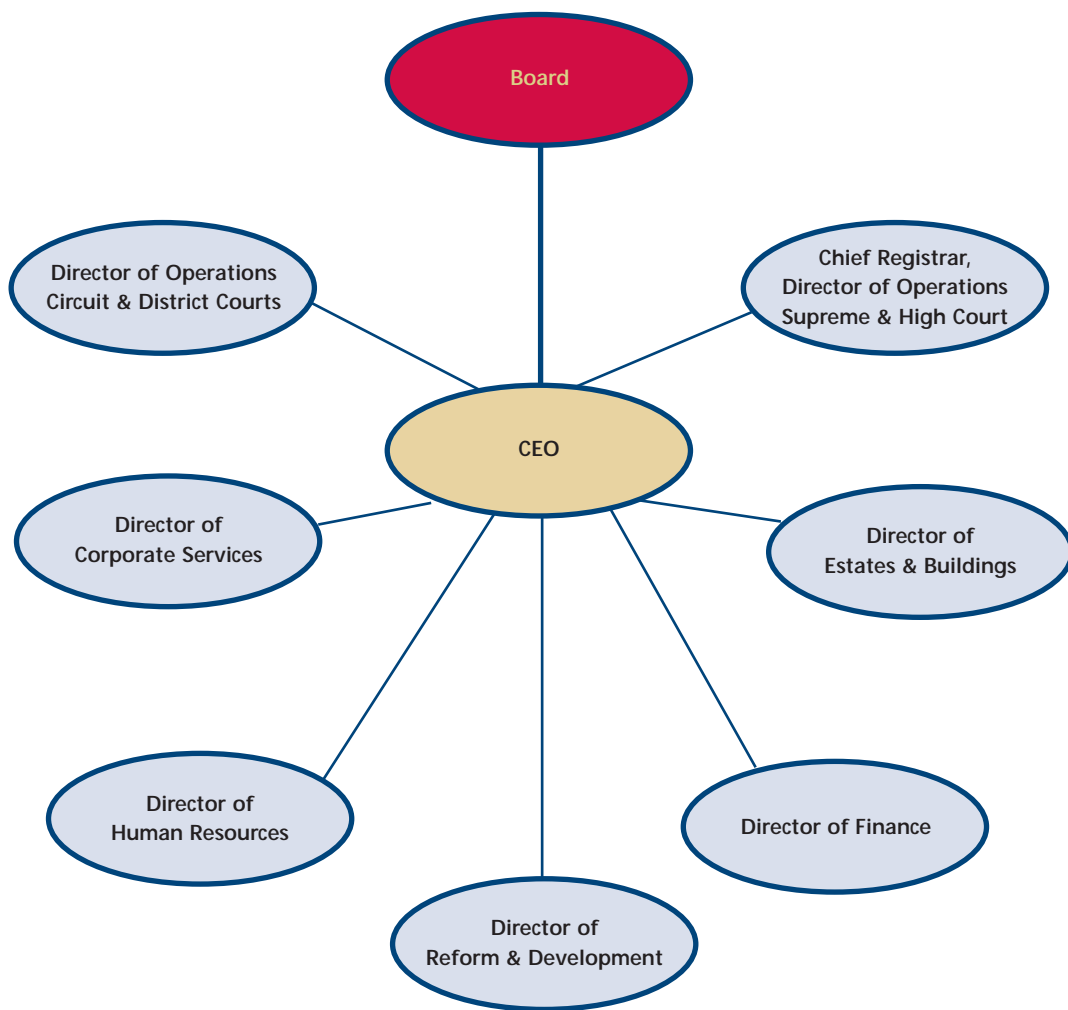 Board
Director of Operations
Circuit & District Courts
Chief Registrar,
Director of Operations
Supreme & High Court
CEO
Director of
Corporate Services
Director of
Estates & Buildings
Director of
Human Resources
Director of Finance
Director of
Reform & Development